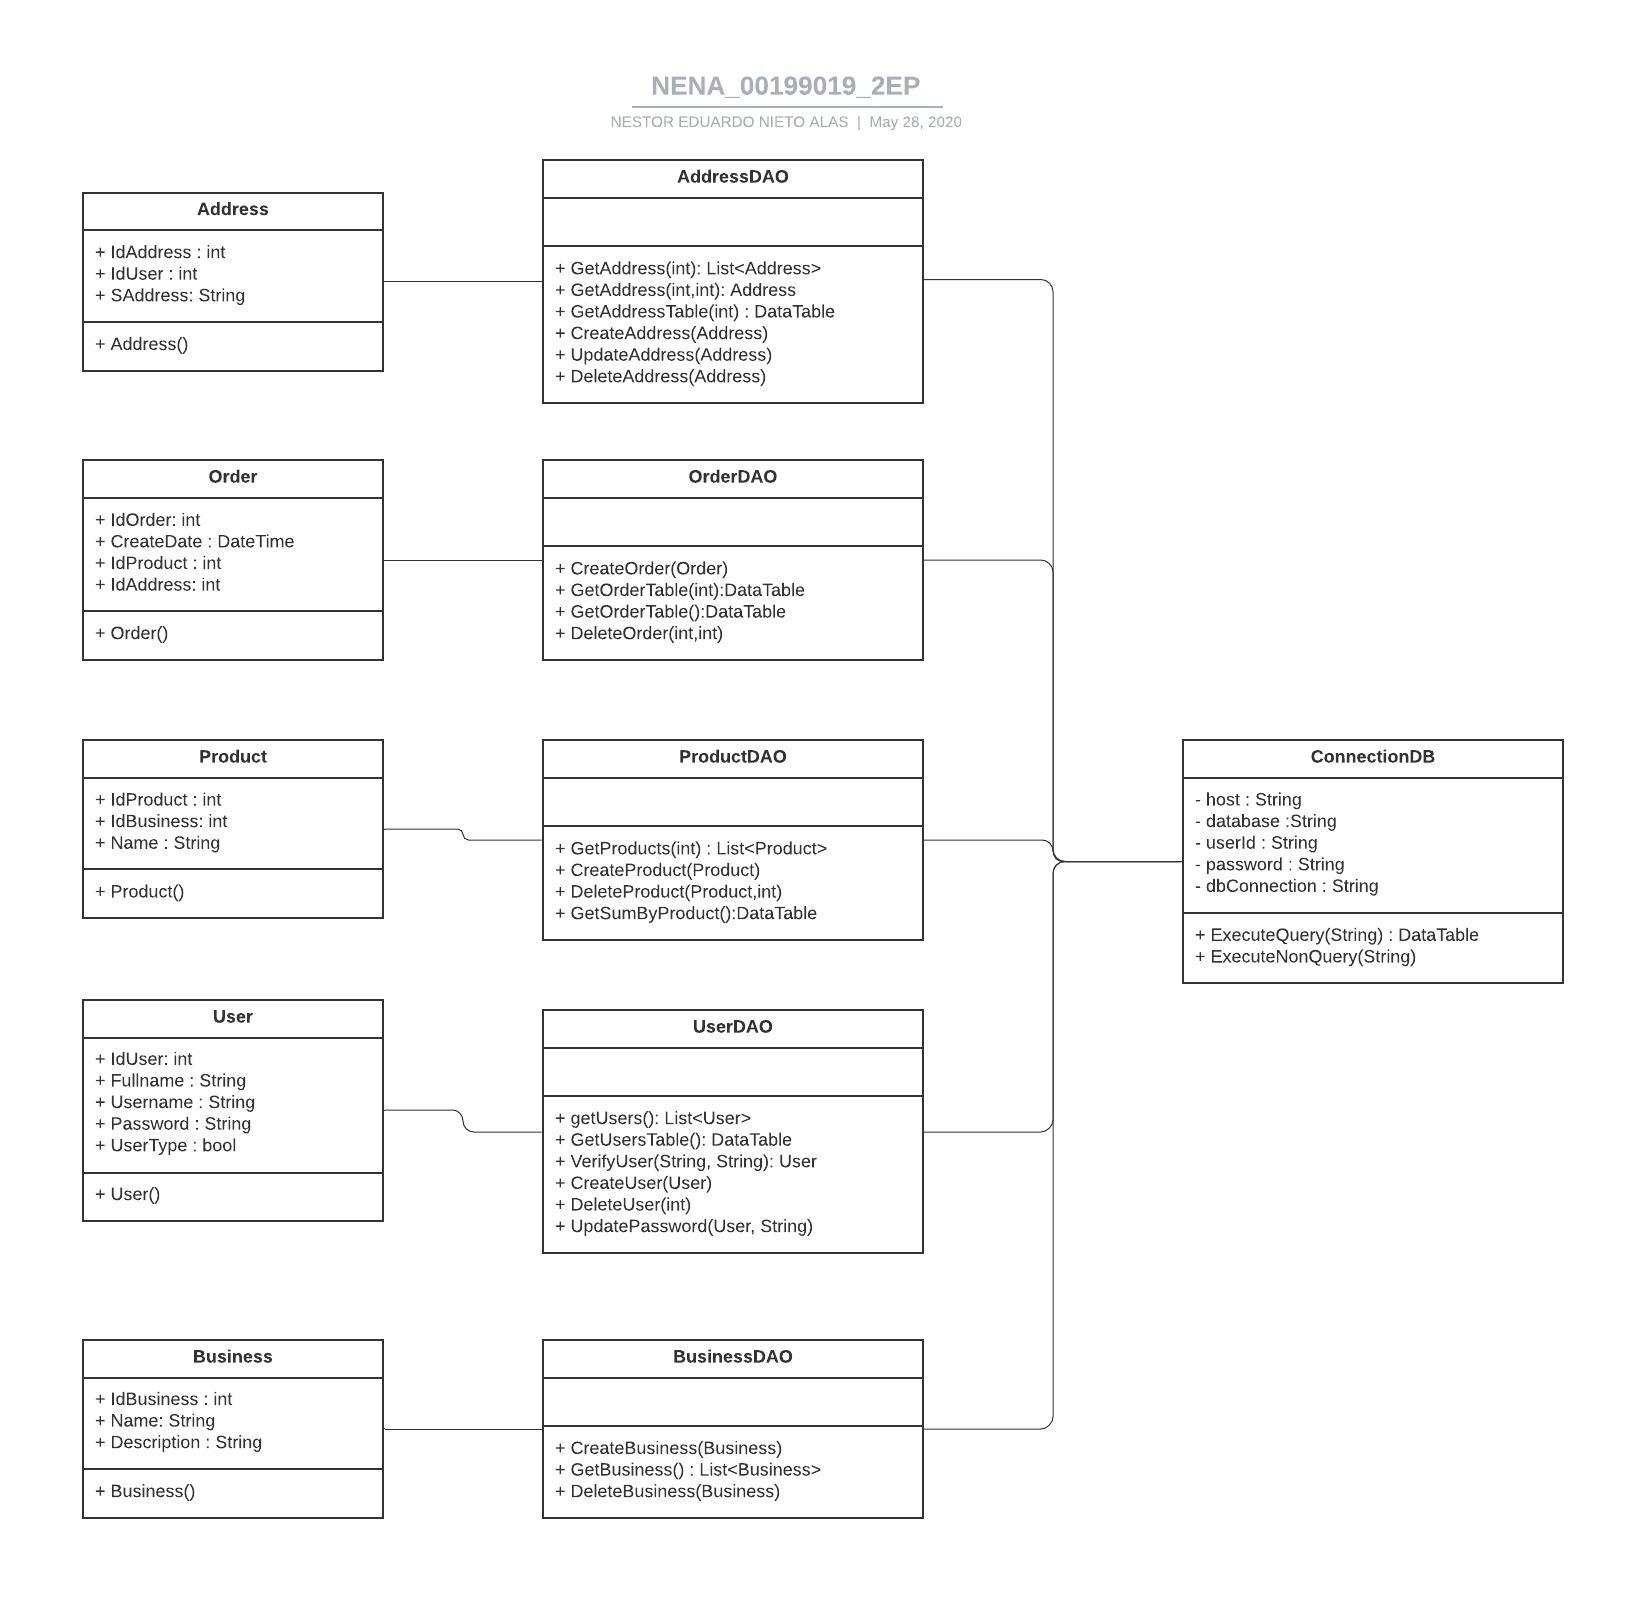 NENA_00199019_2EP
NESTOR EDUARDO NIETO ALAS | May 28, 2020
Address
+ IdAddress : int
+ IdUser : int
+ SAddress: String
+ Address()
AddressDAO
+ GetAddress(int): List<Address>
+ GetAddress(int,int): Address
+ GetAddressTable(int) : DataTable
+ CreateAddress(Address)
+ UpdateAddress(Address)
+ DeleteAddress(Address)
Order
+ IdOrder: int
+ CreateDate : DateTime
+ IdProduct : int
+ IdAddress: int
+ Order()
OrderDAO
+ CreateOrder(Order)
+ GetOrderTable(int):DataTable
+ GetOrderTable():DataTable
+ DeleteOrder(int,int)
Product
+ IdProduct : int
+ IdBusiness: int
+ Name : String
+ Product()
ProductDAO
+ GetProducts(int) : List<Product>
+ CreateProduct(Product)
+ DeleteProduct(Product,int)
+ GetSumByProduct():DataTable
ConnectionDB
- host : String
- database :String
- userId : String
- password : String
- dbConnection : String
+ ExecuteQuery(String) : DataTable
+ ExecuteNonQuery(String)
User
+ IdUser: int
+ Fullname : String
+ Username : String
+ Password : String
+ UserType : bool
+ User()
UserDAO
+ getUsers(): List<User>
+ GetUsersTable(): DataTable
+ VerifyUser(String, String): User
+ CreateUser(User)
+ DeleteUser(int)
+ UpdatePassword(User, String)
Business
+ IdBusiness : int
+ Name: String
+ Description : String
+ Business()
BusinessDAO
+ CreateBusiness(Business)
+ GetBusiness() : List<Business>
+ DeleteBusiness(Business)